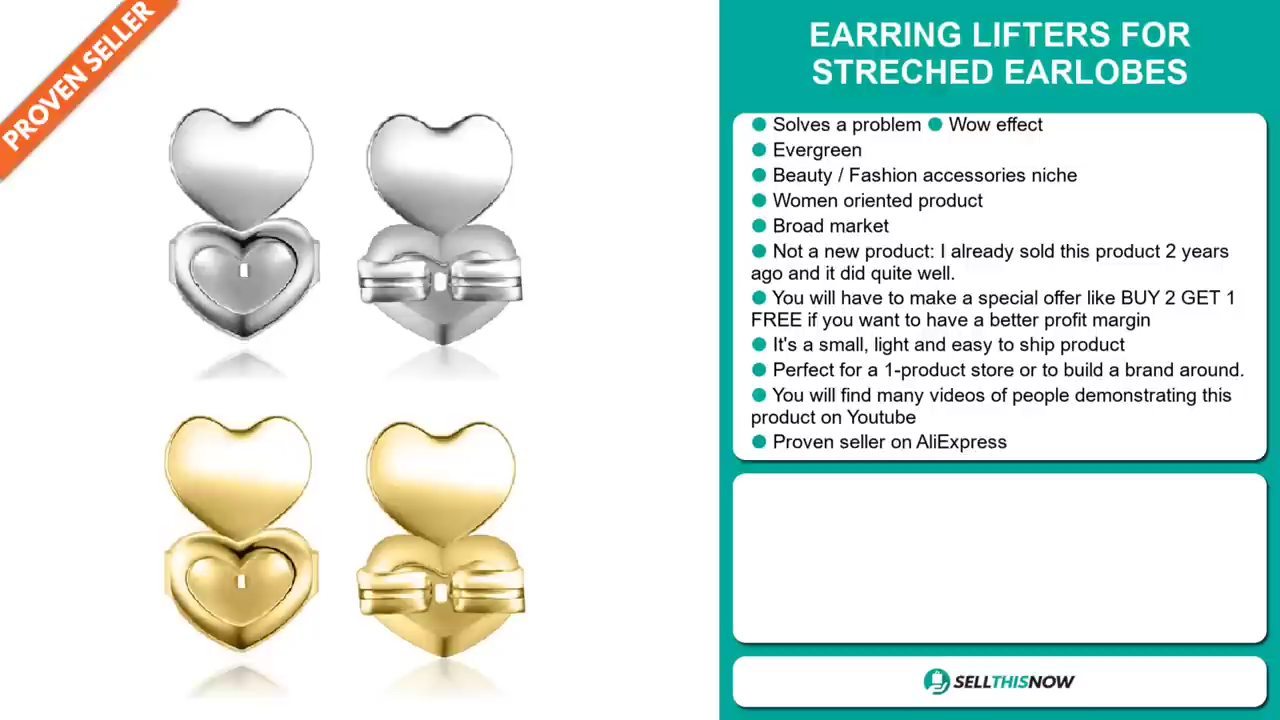 PROVEN SELLER
EARRING LIFTERS FOR
STRECHED EARLOBES
● Solves a problem ● Wow effect
● Evergreen
● Beauty / Fashion accessories niche
● Women oriented product
● Broad market
● Not a new product: I already sold this product 2 years
ago and it did quite well.
● You will have to make a special offer like BUY 2 GET 1
FREE if you want to have a better profit margin
● It's a small, light and easy to ship product
● Perfect for a 1-product store or to build a brand around.
● You will find many videos of people demonstrating this
product on Youtube
● Proven seller on AliExpress
SELLTHISNOW